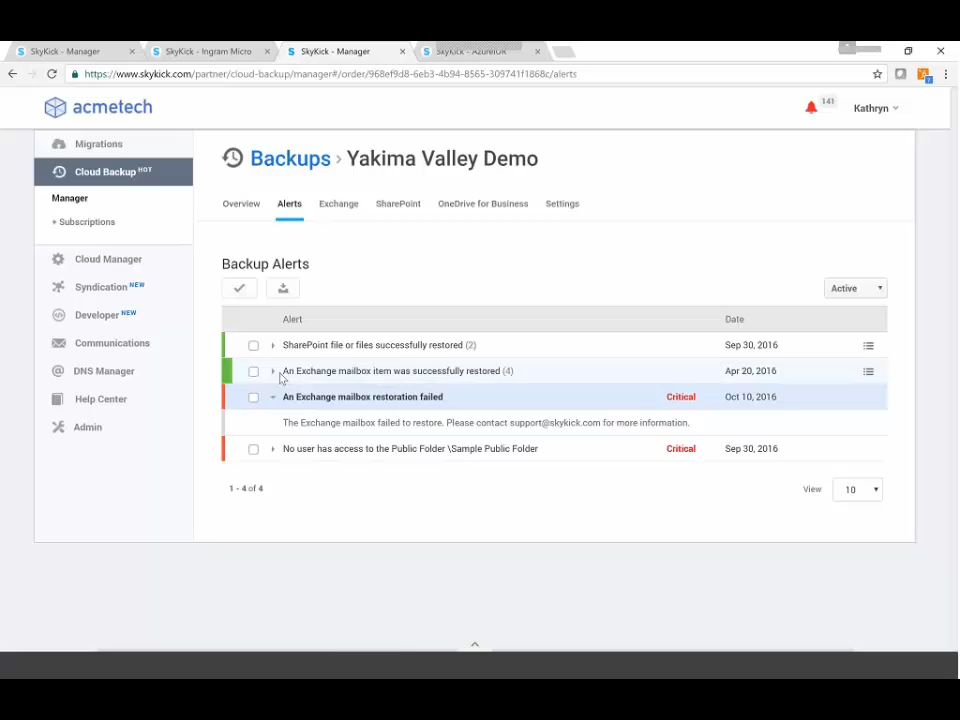 SkyKick - Manager
SkyKick - Ingram Micro
SkyKick - Manager
SkyKick - AzureIUR
https://www.skykick.com/partner/cloud-backup/manager#/order/968ef9d8-6eb3-4b94-8565-309741f1868c/alerts
acmetech
141
Kathryn
Migrations
Cloud Backup HOT
Manager
+ Subscriptions
Cloud Manager
Syndication NEW
Developer NEW
Communications
DNS Manager
Help Center
Admin
Backups › Yakima Valley Demo
Overview Alerts Exchange SharePoint OneDrive for Business Settings
Backup Alerts
Active
Alert Date
SharePoint file or files successfully restored (2) Sep 30, 2016
An Exchange mailbox item was successfully restored (4) Apr 20, 2016
An Exchange mailbox restoration failed Critical Oct 10, 2016
The Exchange mailbox failed to restore. Please contact support@skykick.com for more information.
No user has access to the Public Folder \Sample Public Folder Critical Sep 30, 2016
1 - 4 of 4 View 10